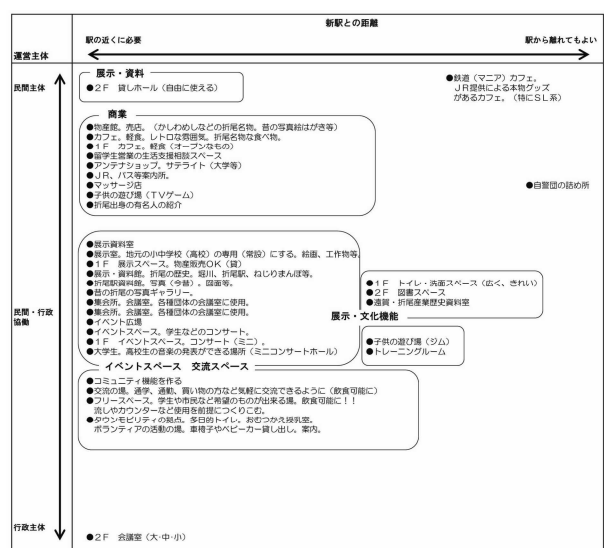 新駅との距離
駅の近くに必要
駅から離れてもよい
運営主体
民間主体
展示・資料
●2F　貸しホール（自由に使える）
●鉄道（マニア）カフェ。
ＪＲ提供による本物グッズ
があるカフェ。（特にＳＬ系）
商業
●物産館。売店。（かしわめしなどの折尾名物。昔の写真絵はがき等）
●カフェ。軽食。レトロな雰囲気。折尾名物な食べ物。
●１Ｆ　カフェ。軽食（オープンなもの）
●留学生営業の生活支援相談スペース
●アンテナショップ。サテライト（大学等）
●ＪＲ、バス等案内所。
●マッサージ店
●子供の遊び場（ＴＶゲーム）
●折尾出身の有名人の紹介
●自警団の詰め所
民間・行政
協働
●展示資料室
●展示室。地元の小中学校（高校）の専用（常設）にする。絵画、工作物等。
●１Ｆ　展示スペース。物産販売ＯＫ（貸）
●展示・資料館。折尾の歴史。堀川、折尾駅、ねじりまんぽ等。
●折尾駅資料館。写真（今昔）。図面等。
●昔の折尾の写真ギャラリー。
●集会所。会議室。各種団体の会議室に使用。
●集会所。会議室。各種団体の会議室に使用。
●イベント広場
●イベントスペース。学生などのコンサート。
●１Ｆ　イベントスペース。コンサート（ミニ）。
●大学生。高校生の音楽の発表ができる場所（ミニコンサートホール）
●１Ｆ　トイレ・洗面スペース（広く、きれい）
●２Ｆ　図書スペース
●遠賀・折尾産業歴史資料室
展示・文化機能
●子供の遊び場（ジム）
●トレーニングルーム
イベントスペース　交流スペース
●コミュニティ機能を作る
●交流の場。通学、通勤、買い物の方など気軽に交流できるように（飲食可能に）
●フリースペース。学生や市民など希望のものが出来る場。飲食可能に！！
流しやカウンターなど使用を前提につくりこむ。
●タウンモビリティの拠点。多目的トイレ、おむつかえ授乳室。
ボランティアの活動の場。車椅子やベビーカー貸し出し。案内。
行政主体
●２Ｆ　会議室（大・中・小）